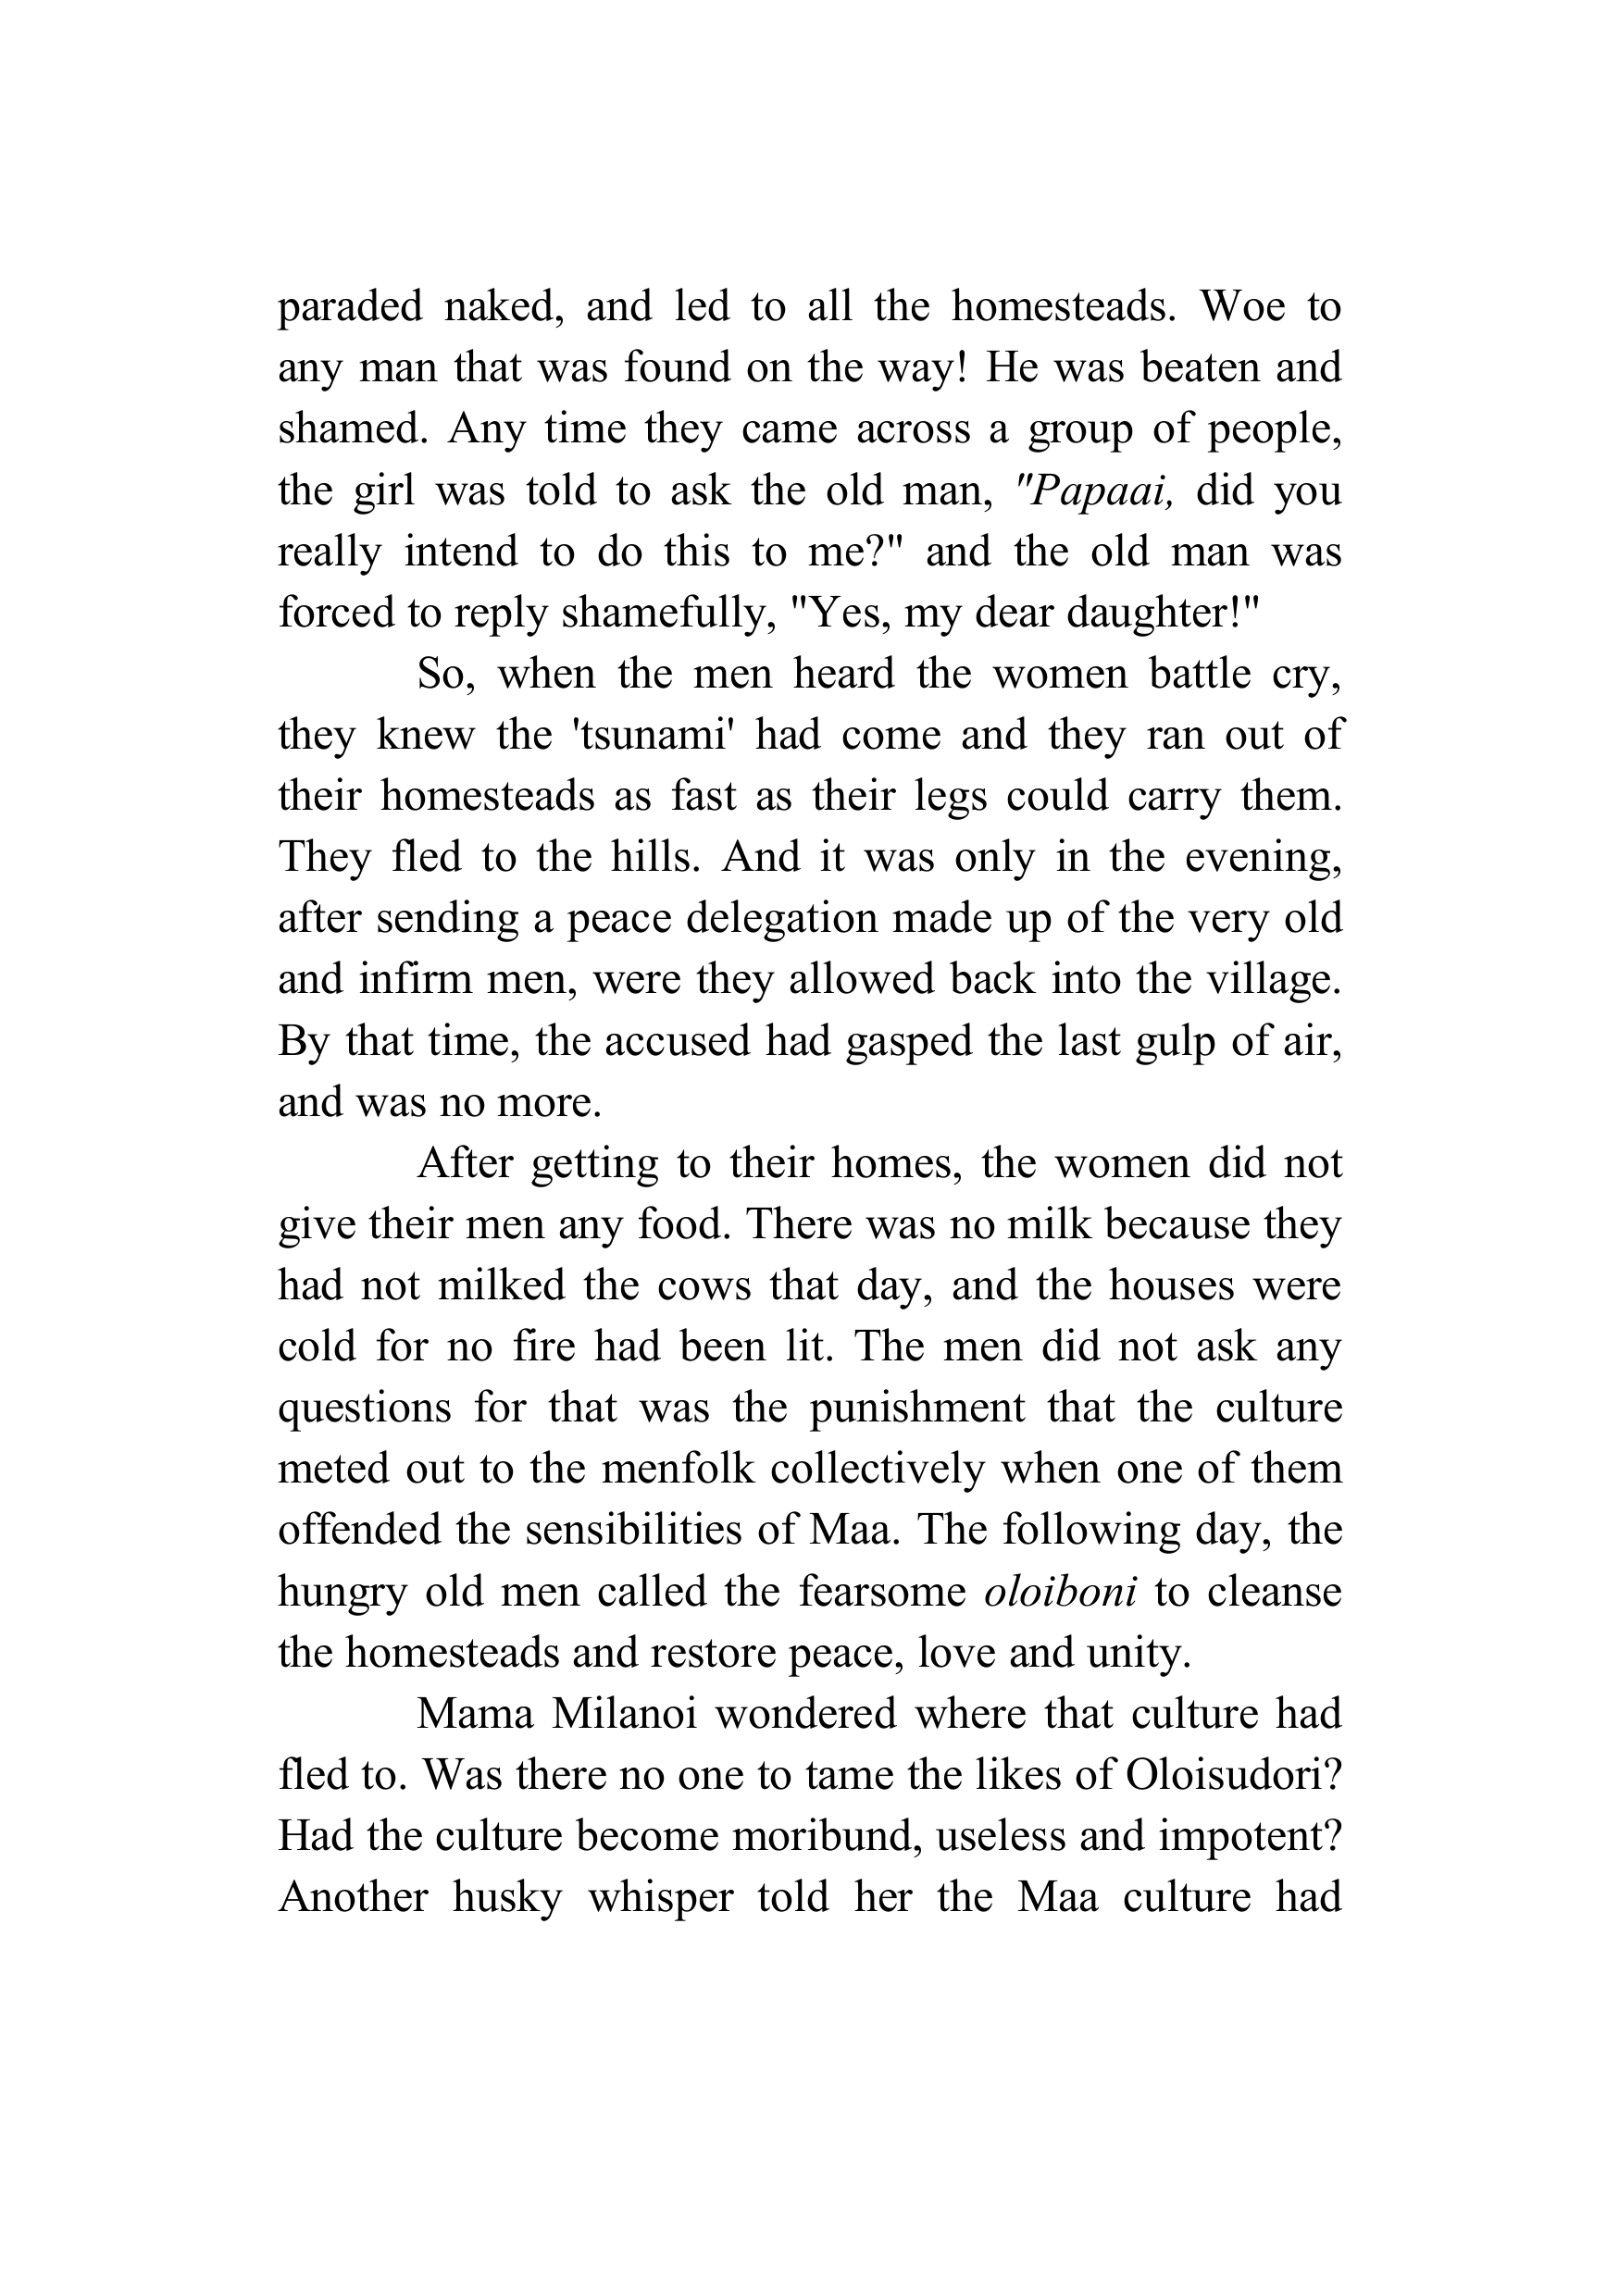 paraded naked, and led to all the homesteads. Woe to
any man that was found on the way! He was beaten and
shamed. Any time they came across a group of people,
the girl was told to ask the old man, "Papaai, did you
really intend to do this to me?" and the old man was
forced to reply shamefully, "Yes, my dear daughter!"
So, when the men heard the women battle cry,
they knew the 'tsunami' had come and they ran out of
their homesteads as fast as their legs could carry them.
They fled to the hills. And it was only in the evening,
after sending a peace delegation made up of the very old
and infirm men, were they allowed back into the village.
By that time, the accused had gasped the last gulp of air,
and was no more.
After getting to their homes, the women did not
give their men any food. There was no milk because they
had not milked the cows that day, and the houses were
cold for no fire had been lit. The men did not ask any
questions for that was the punishment that the culture
meted out to the menfolk collectively when one of them
offended the sensibilities of Maa. The following day, the
hungry old men called the fearsome oloiboni to cleanse
the homesteads and restore peace, love and unity.
Mama Milanoi wondered where that culture had
fled to. Was there no one to tame the likes of Oloisudori?
Had the culture become moribund, useless and impotent?
Another husky whisper told her the Maa culture had